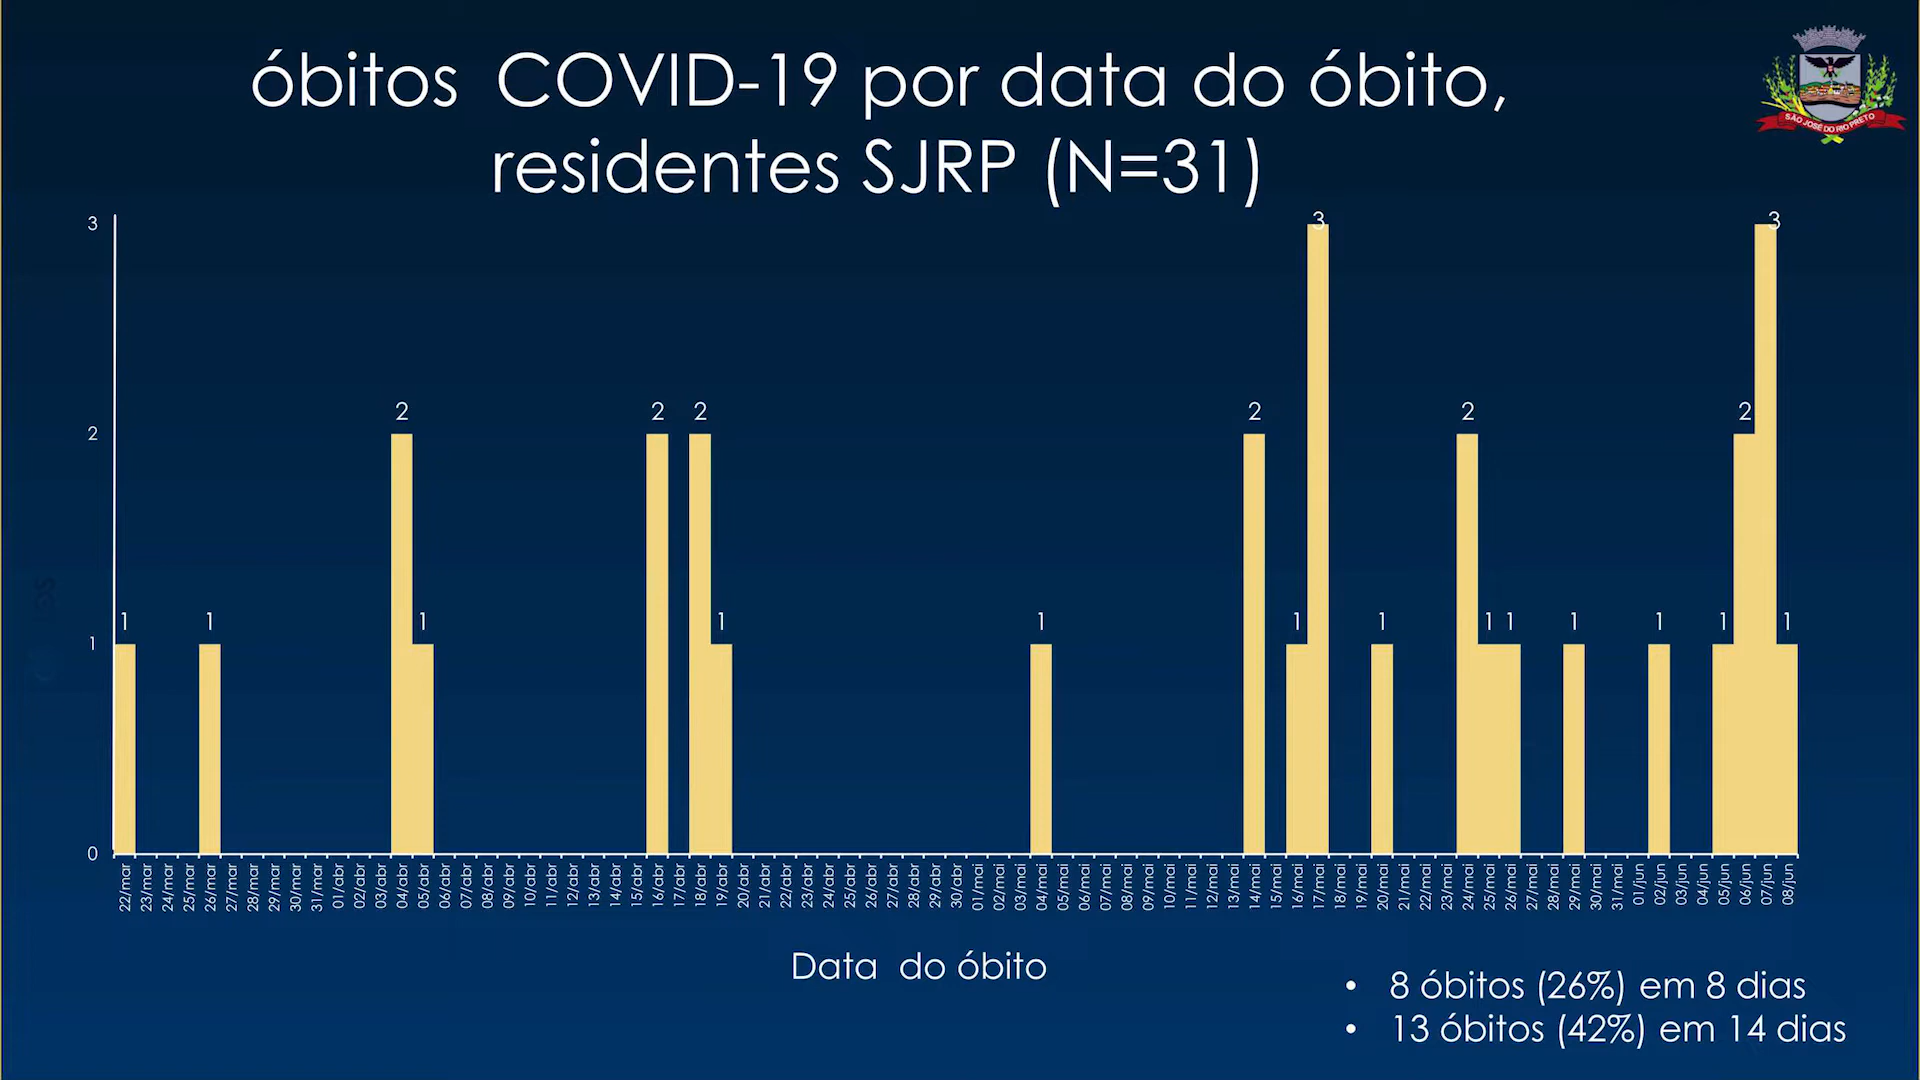 óbitos COVID-19 por data do óbito,
residentes SJRP (N=31)
SÃO JOSÉ DO RIO PRETO
3
2
1
0
1 1 2 1 2 2 1 1 2 1 3 1 2 1 1 1 1 1 2 3 1
22/mar 23/mar 24/mar 25/mar 26/mar 27/mar 28/mar 29/mar 30/mar 31/mar 01/abr 02/abr 03/abr 04/abr 05/abr 06/abr 07/abr 08/abr 09/abr 10/abr 11/abr 12/abr 13/abr 14/abr 15/abr 16/abr 17/abr 18/abr 19/abr 20/abr 21/abr 22/abr 23/abr 24/abr 25/abr 26/abr 27/abr 28/abr 29/abr 30/abr 01/mai 02/mai 03/mai 04/mai 05/mai 06/mai 07/mai 08/mai 09/mai 10/mai 11/mai 12/mai 13/mai 14/mai 15/mai 16/mai 17/mai 18/mai 19/mai 20/mai 21/mai 22/mai 23/mai 24/mai 25/mai 26/mai 27/mai 28/mai 29/mai 30/mai 31/mai 01/jun 02/jun 03/jun 04/jun 05/jun 06/jun 07/jun 08/jun
Data do óbito
• 8 óbitos (26%) em 8 dias
• 13 óbitos (42%) em 14 dias